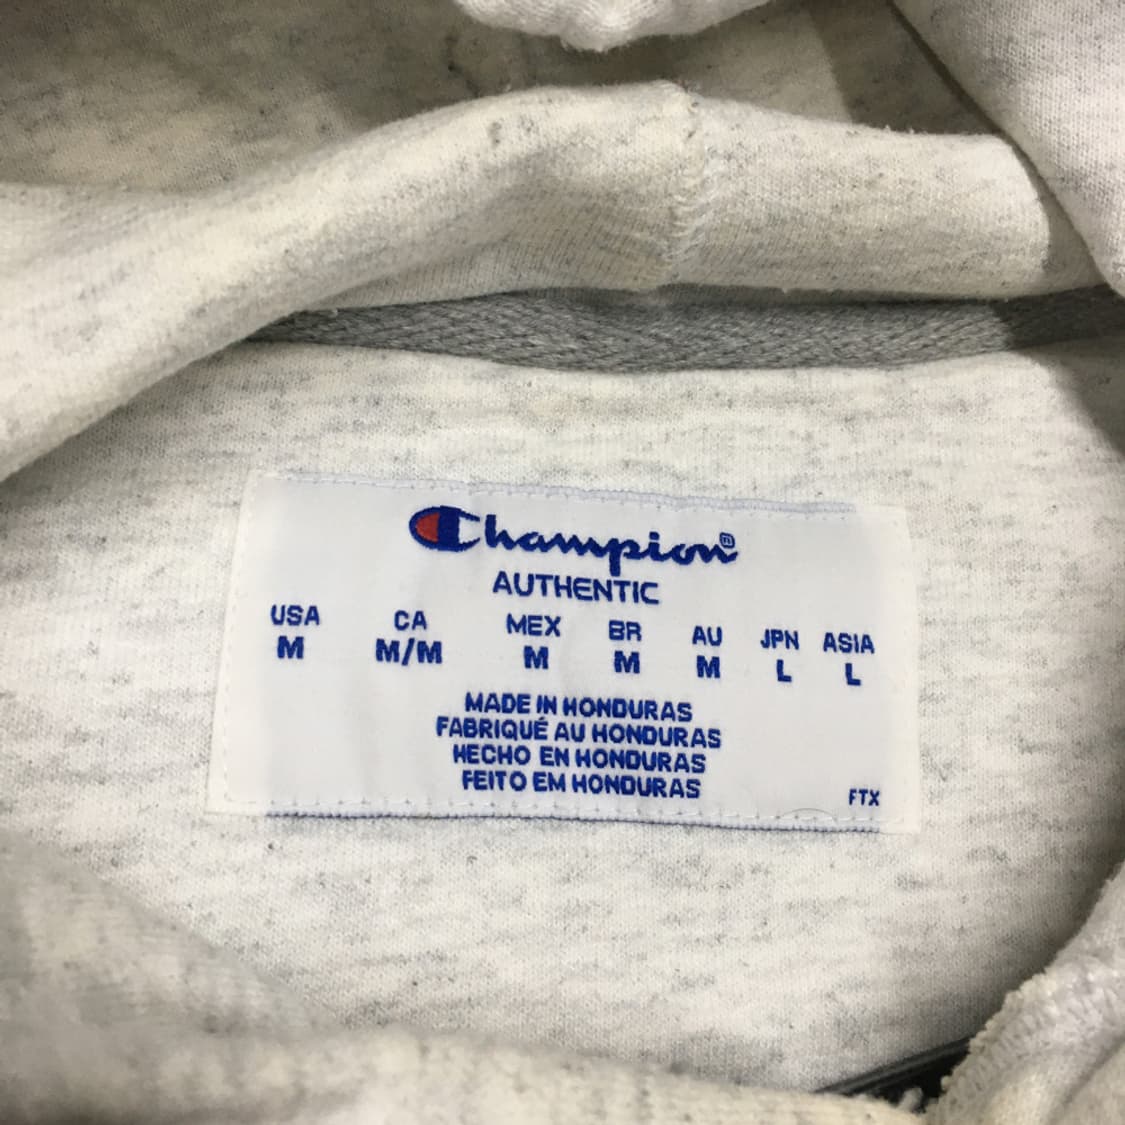 Champion®
AUTHENTIC
USA CA MEX BR AU JPN ASIA
M M/M M M M L L
MADE IN HONDURAS
FABRIQUÉ AU HONDURAS
HECHO EN HONDURAS
FEITO EM HONDURAS
FTX